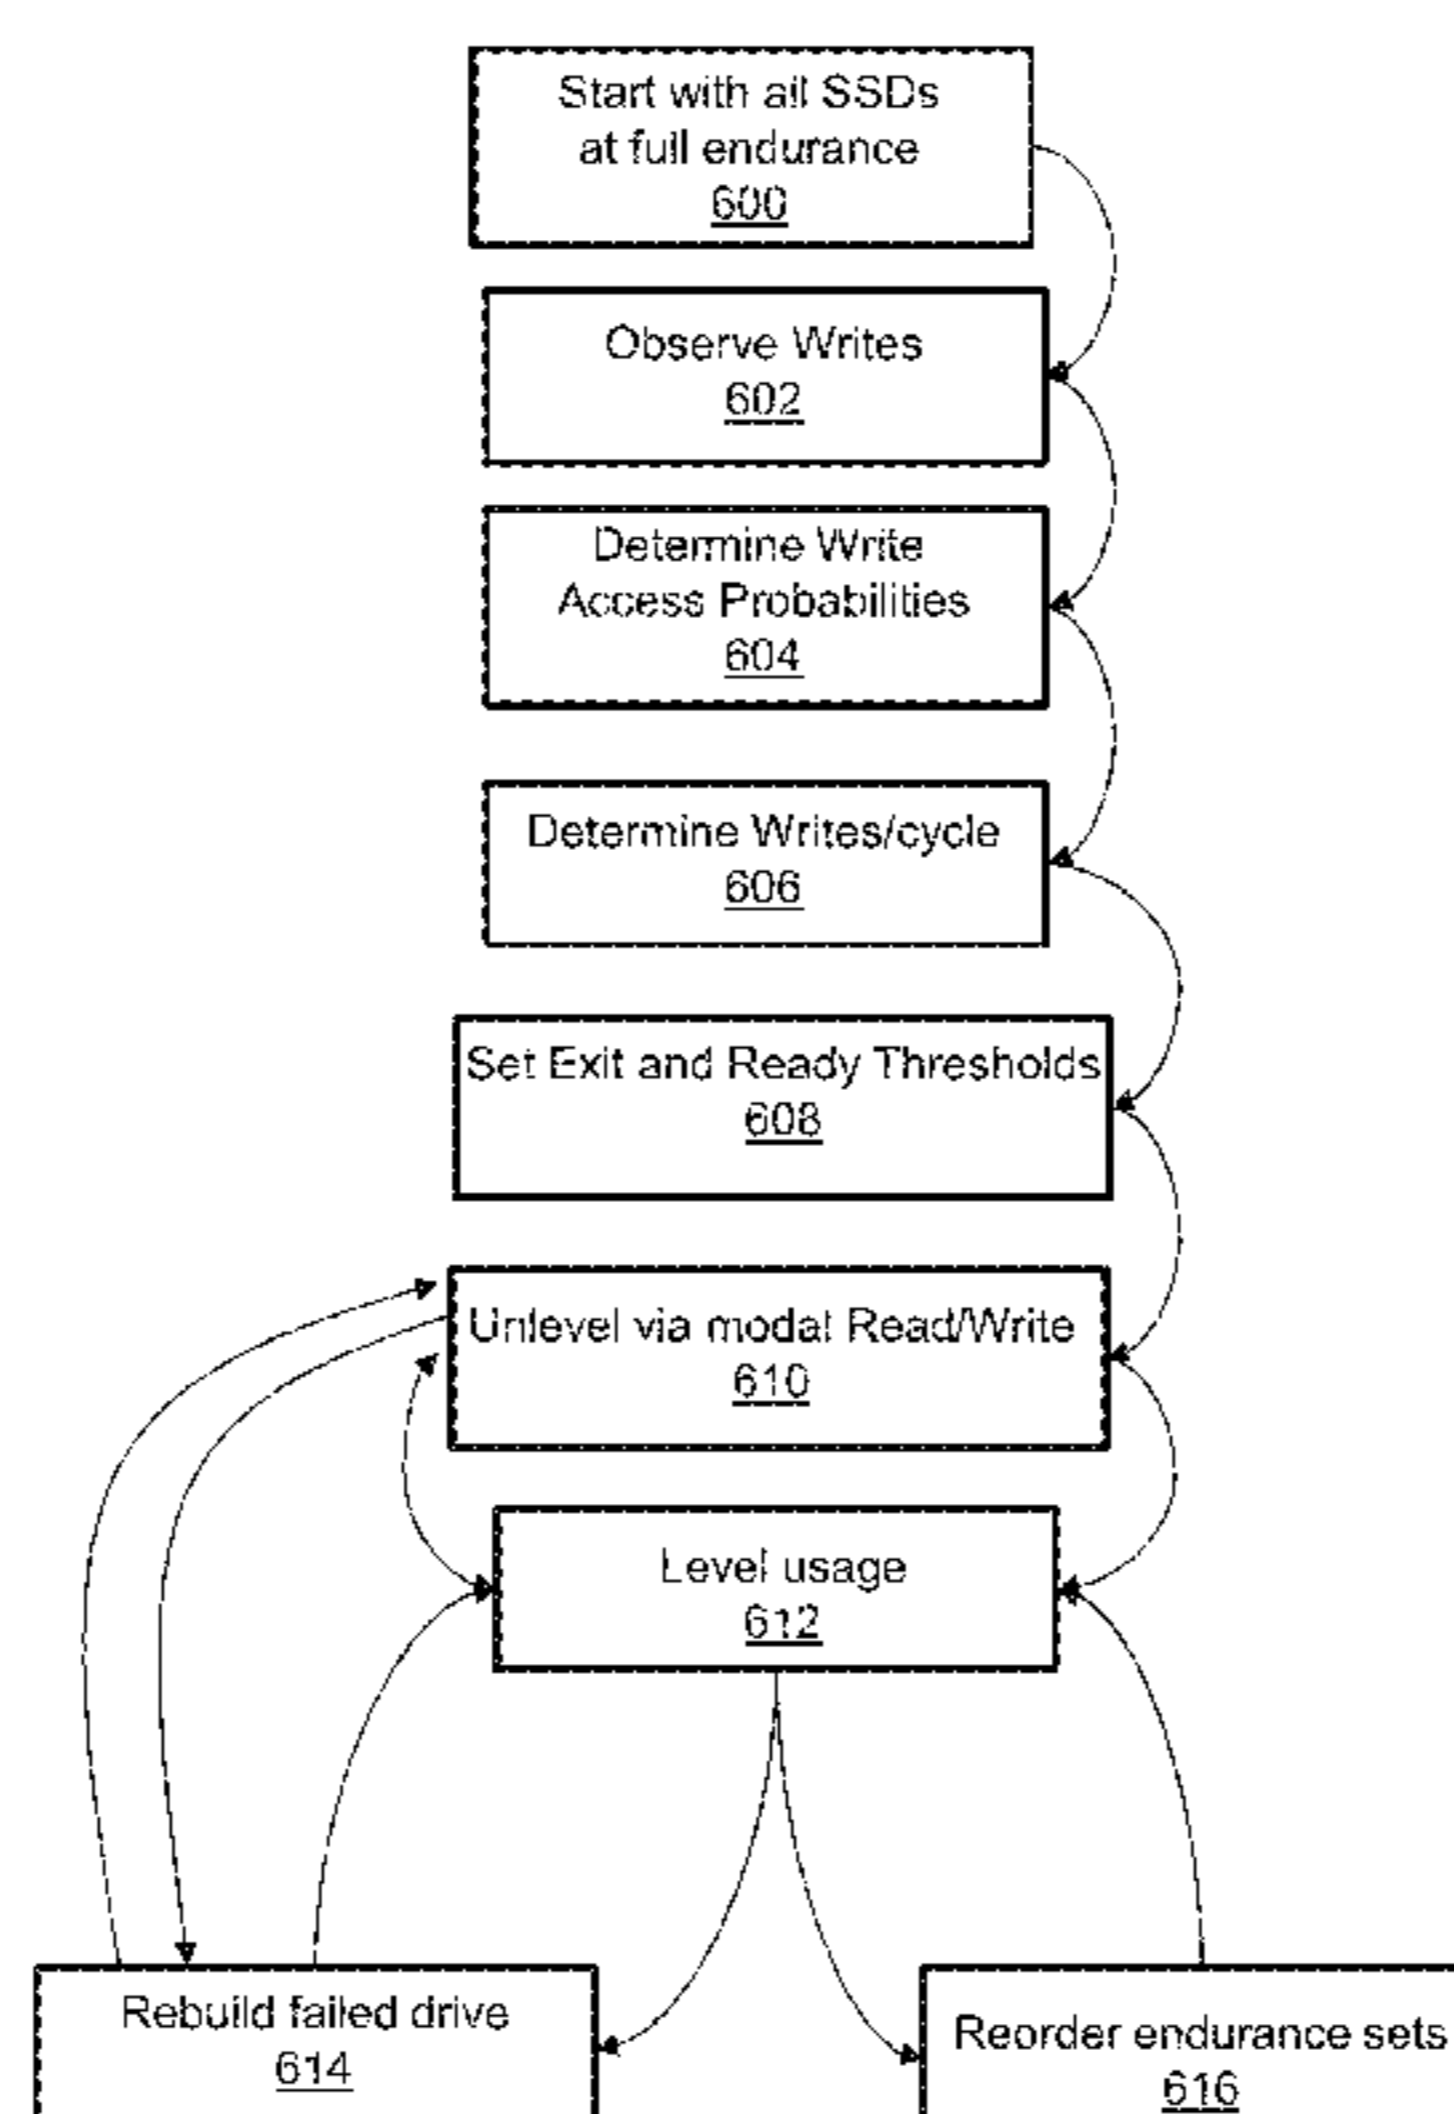 Start with all SSDs
at full endurance
600
Observe Writes
602
Determine Write
Access Probabilities
604
Determine Writes/cycle
606
Set Exit and Ready Thresholds
608
Unlevel via modal Read/Write
610
Level usage
612
Rebuild failed drive
614
Reorder endurance sets
616